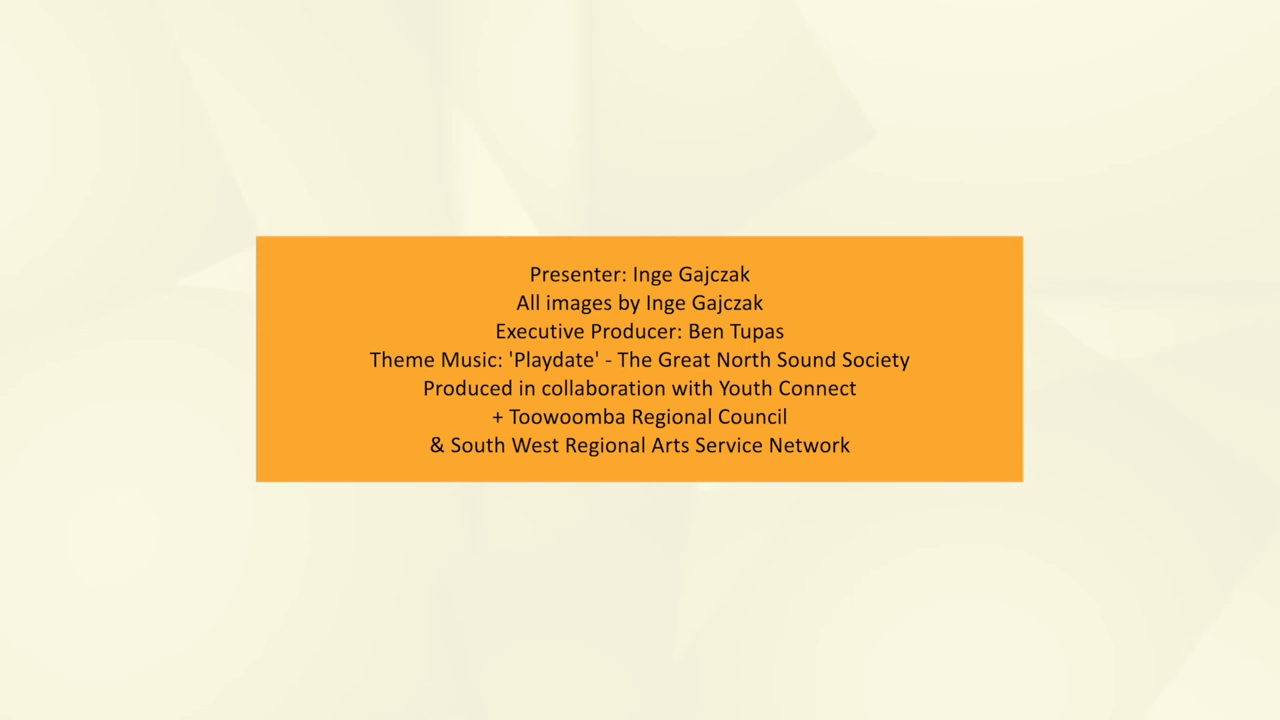 Presenter: Inge Gajczak
All images by Inge Gajczak
Executive Producer: Ben Tupas
Theme Music: 'Playdate' - The Great North Sound Society
Produced in collaboration with Youth Connect
+ Toowoomba Regional Council
& South West Regional Arts Service Network